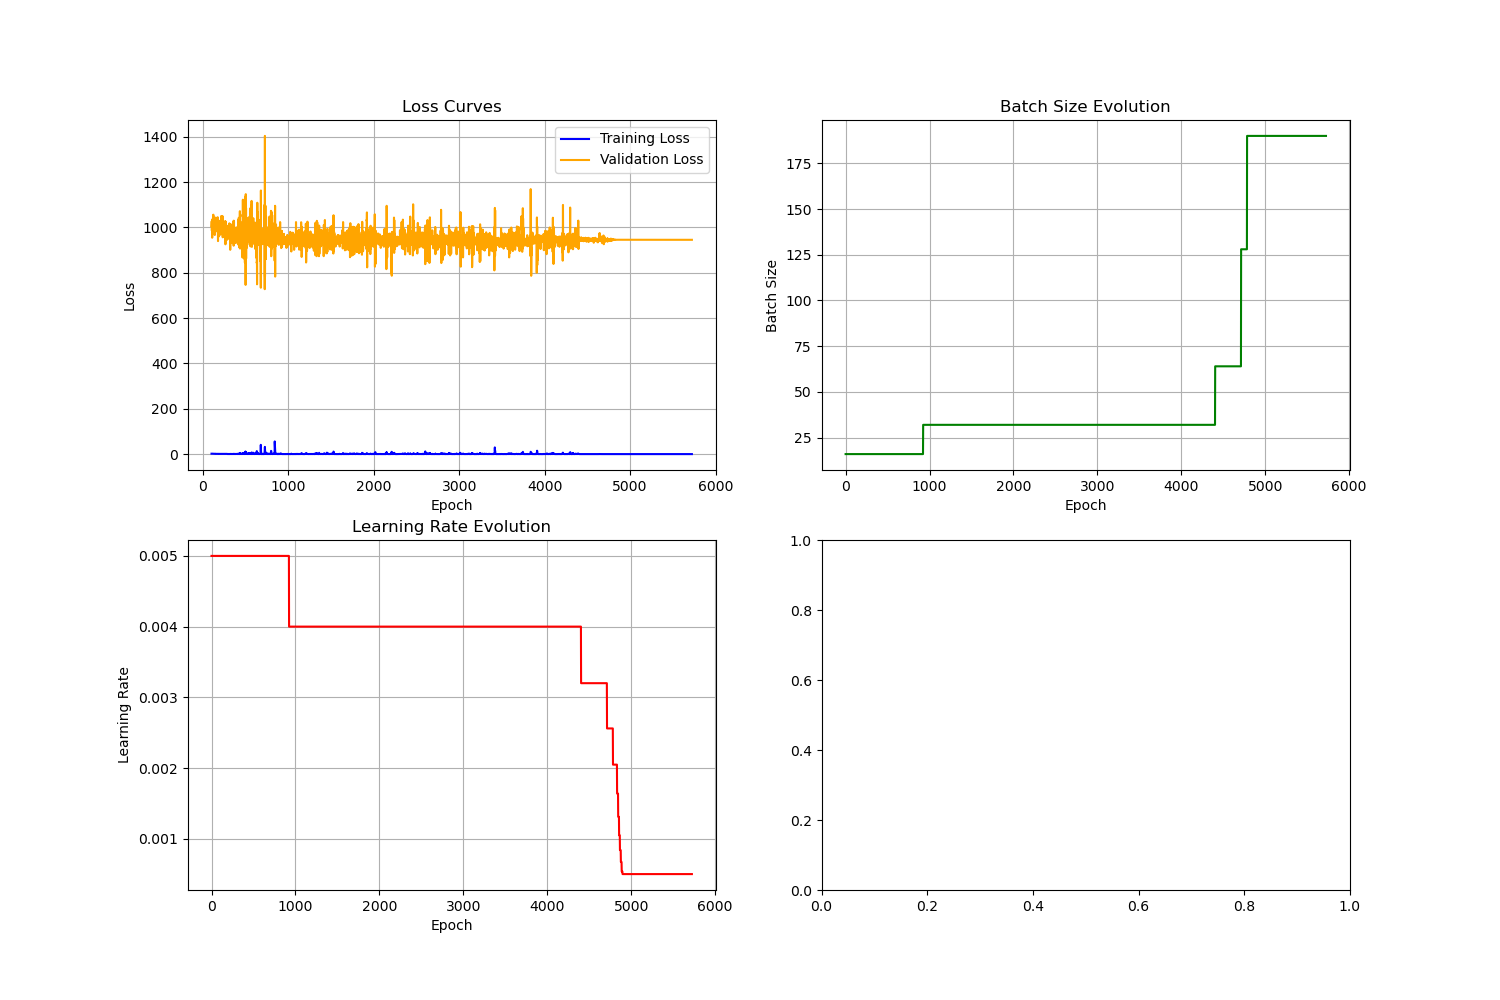 Loss Curves
1400
1200
1000
800
600
400
200
0
Loss
Training Loss
Validation Loss
0 1000 2000 3000 4000 5000 6000
Epoch
Batch Size Evolution
175
150
125
100
75
50
25
Batch Size
0 1000 2000 3000 4000 5000 6000
Epoch
Learning Rate Evolution
0.005
0.004
0.003
0.002
0.001
Learning Rate
0 1000 2000 3000 4000 5000 6000
Epoch
1.0
0.8
0.6
0.4
0.2
0.0
0.0 0.2 0.4 0.6 0.8 1.0